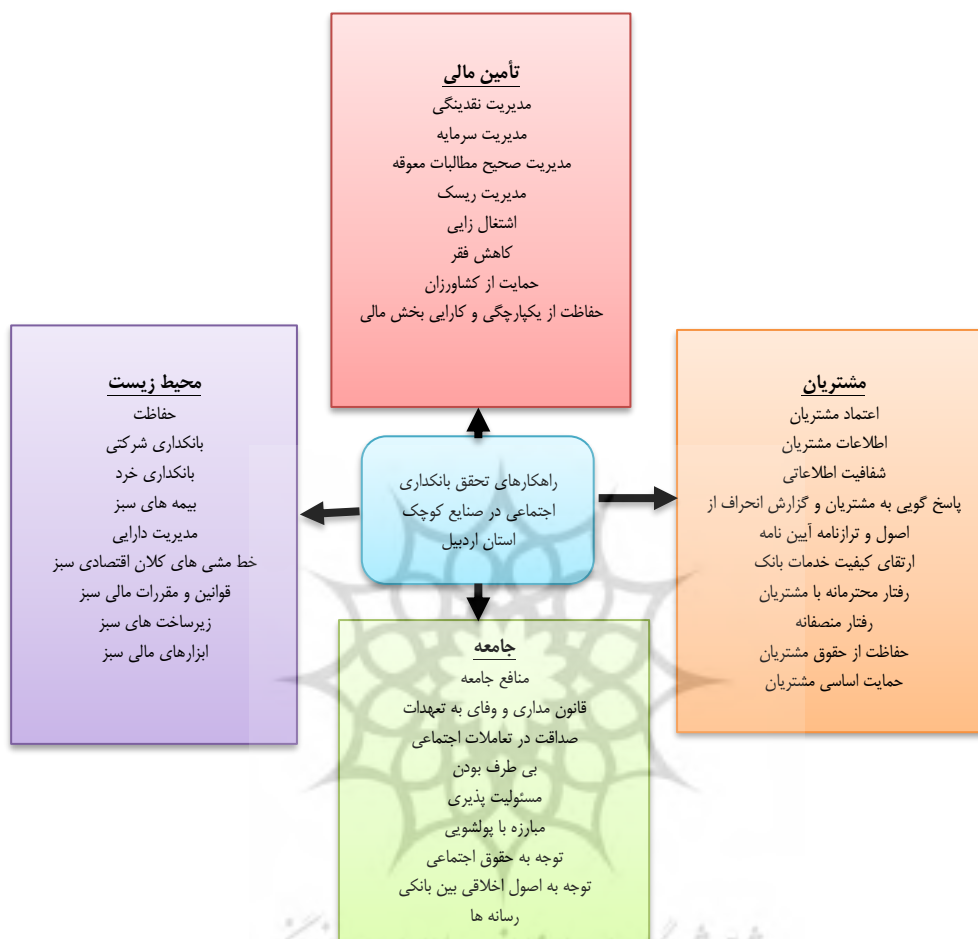 تأمین مالی
مدیریت نقدینگی
مدیریت سرمایه
مدیریت صحیح مطالبات معوقه
مدیریت ریسک
اشتغال زایی
کاهش فقر
حمایت از کشاورزان
حفاظت از یکپارچگی و کارایی بخش مالی
مشتریان
اعتماد مشتریان
اطلاعات مشتریان
شفافیت اطلاعاتی
پاسخ گویی به مشتریان و گزارش انحراف از
اصول و ترازنامه آیین نامه
ارتقای کیفیت خدمات بانک
رفتار محترمانه با مشتریان
رفتار منصفانه
حفاظت از حقوق مشتریان
حمایت اساسی مشتریان
راهکارهای تحقق بانکداری
اجتماعی در صنایع کوچک
استان اردبیل
محیط زیست
حفاظت
بانکداری شرکتی
بانکداری خرد
بیمه های سبز
مدیریت دارایی
خط مشی های کلان اقتصادی سبز
قوانین و مقررات مالی سبز
زیرساخت های سبز
ابزارهای مالی سبز
جامعه
منافع جامعه
قانون مداری و وفای به تعهدات
صداقت در تعاملات اجتماعی
بی طرف بودن
مسئولیت پذیری
مبارزه با پولشویی
توجه به حقوق اجتماعی
توجه به اصول اخلاقی بین بانکی
رسانه ها